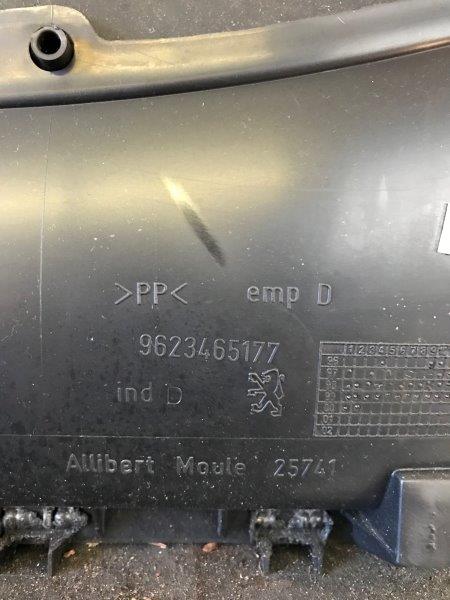 >PP< emp D
9623465177
ind D
Allibert Moule 25741